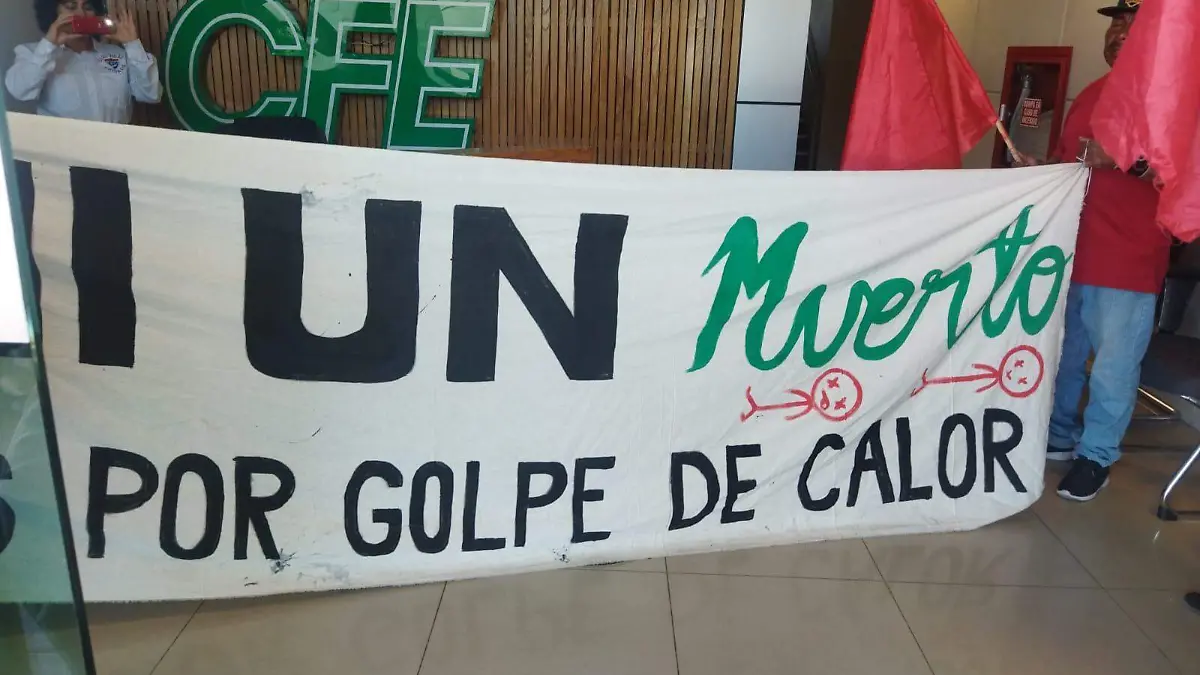 CFE
I UN Muerto
POR GOLPE DE CALOR